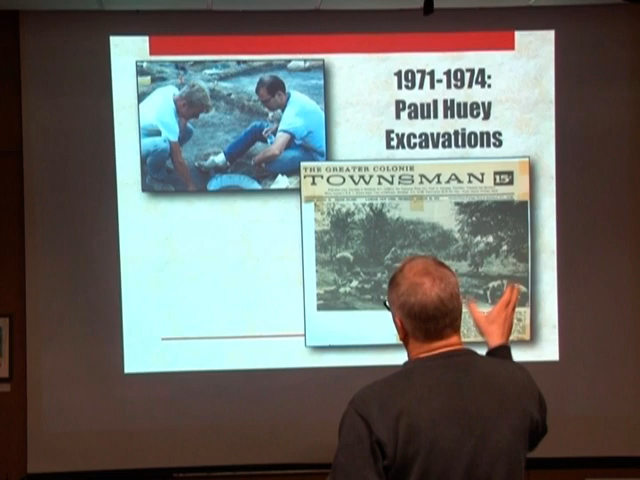 1971-1974:
Paul Huey
Excavations
THE GREATER COLONIE
TOWNSMAN 15¢